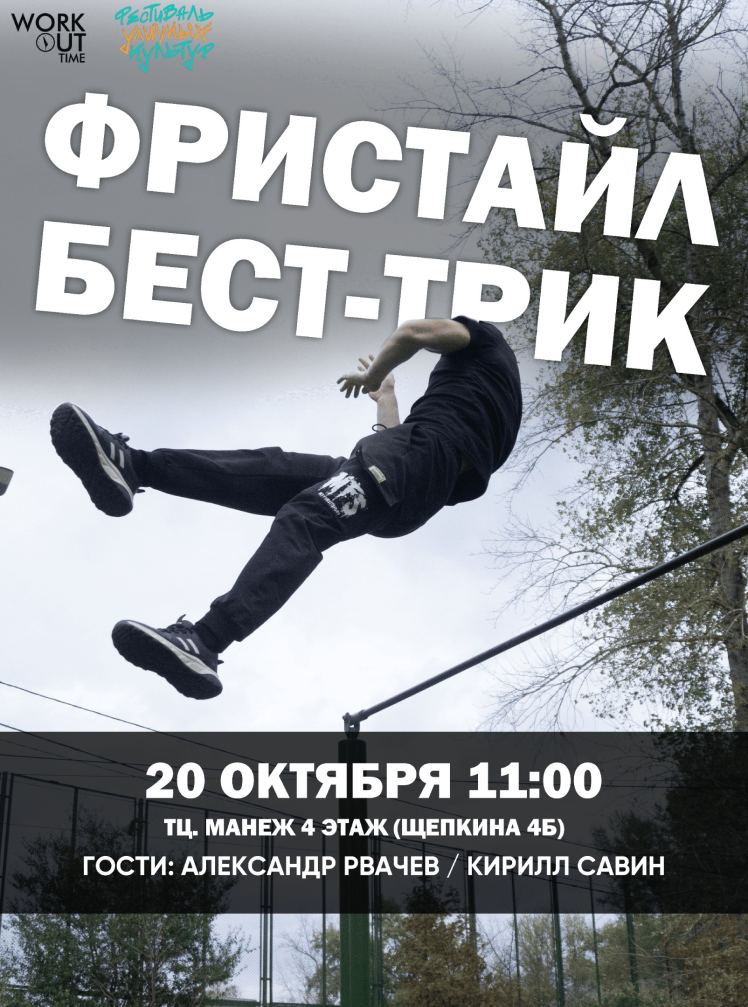 WORK
OUT
TIME
ФЕСТИВАЛЬ
УЛИЧНЫХ
КУЛЬТУР
ФРИСТАЙЛ
БЕСТ-ТРИК
MTS
20 ОКТЯБРЯ 11:00
ТЦ. МАНЕЖ 4 ЭТАЖ (ЩЕПКИНА 4Б)
ГОСТИ: АЛЕКСАНДР РВАЧЕВ / КИРИЛЛ САВИН